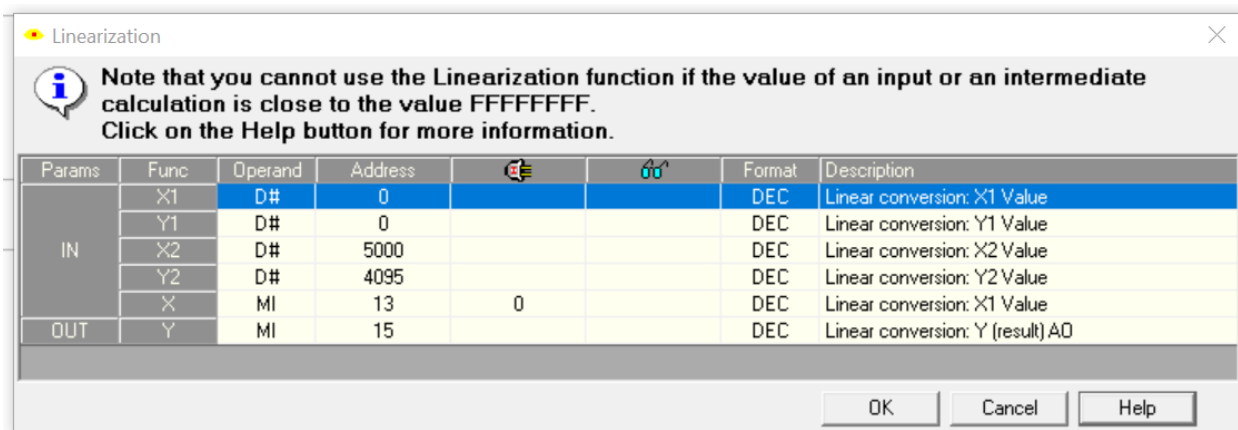 Linearization
Note that you cannot use the Linearization function if the value of an input or an intermediate
calculation is close to the value FFFFFFFF.
Click on the Help button for more information.
Params Func Operand Address Format Description
X1 D# 0 DEC Linear conversion: X1 Value
Y1 D# 0 DEC Linear conversion: Y1 Value
IN X2 D# 5000 DEC Linear conversion: X2 Value
Y2 D# 4095 DEC Linear conversion: Y2 Value
X MI 13 0 DEC Linear conversion: X1 Value
OUT Y MI 15 DEC Linear conversion: Y (result) AO
OK Cancel Help